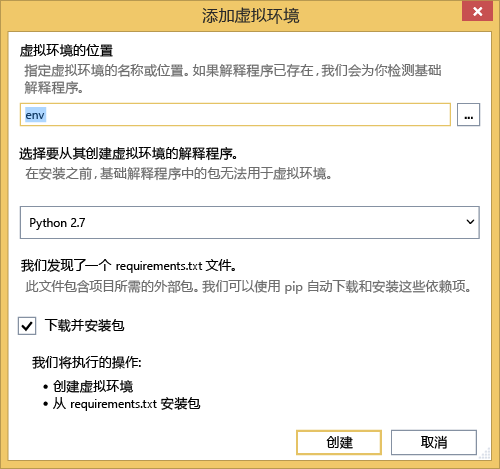 添加虚拟环境
虚拟环境的位置
指定虚拟环境的名称或位置。如果解释程序已存在，我们会为你检测基础
解释程序。
env
...
选择要从其创建虚拟环境的解释程序。
在安装之前，基础解释程序中的包无法用于虚拟环境。
Python 2.7
我们发现了一个 requirements.txt 文件。
此文件包含项目所需的外部包。我们可以使用 pip 自动下载和安装这些依赖项。
下载并安装包
我们将执行的操作:
• 创建虚拟环境
• 从 requirements.txt 安装包
创建
取消